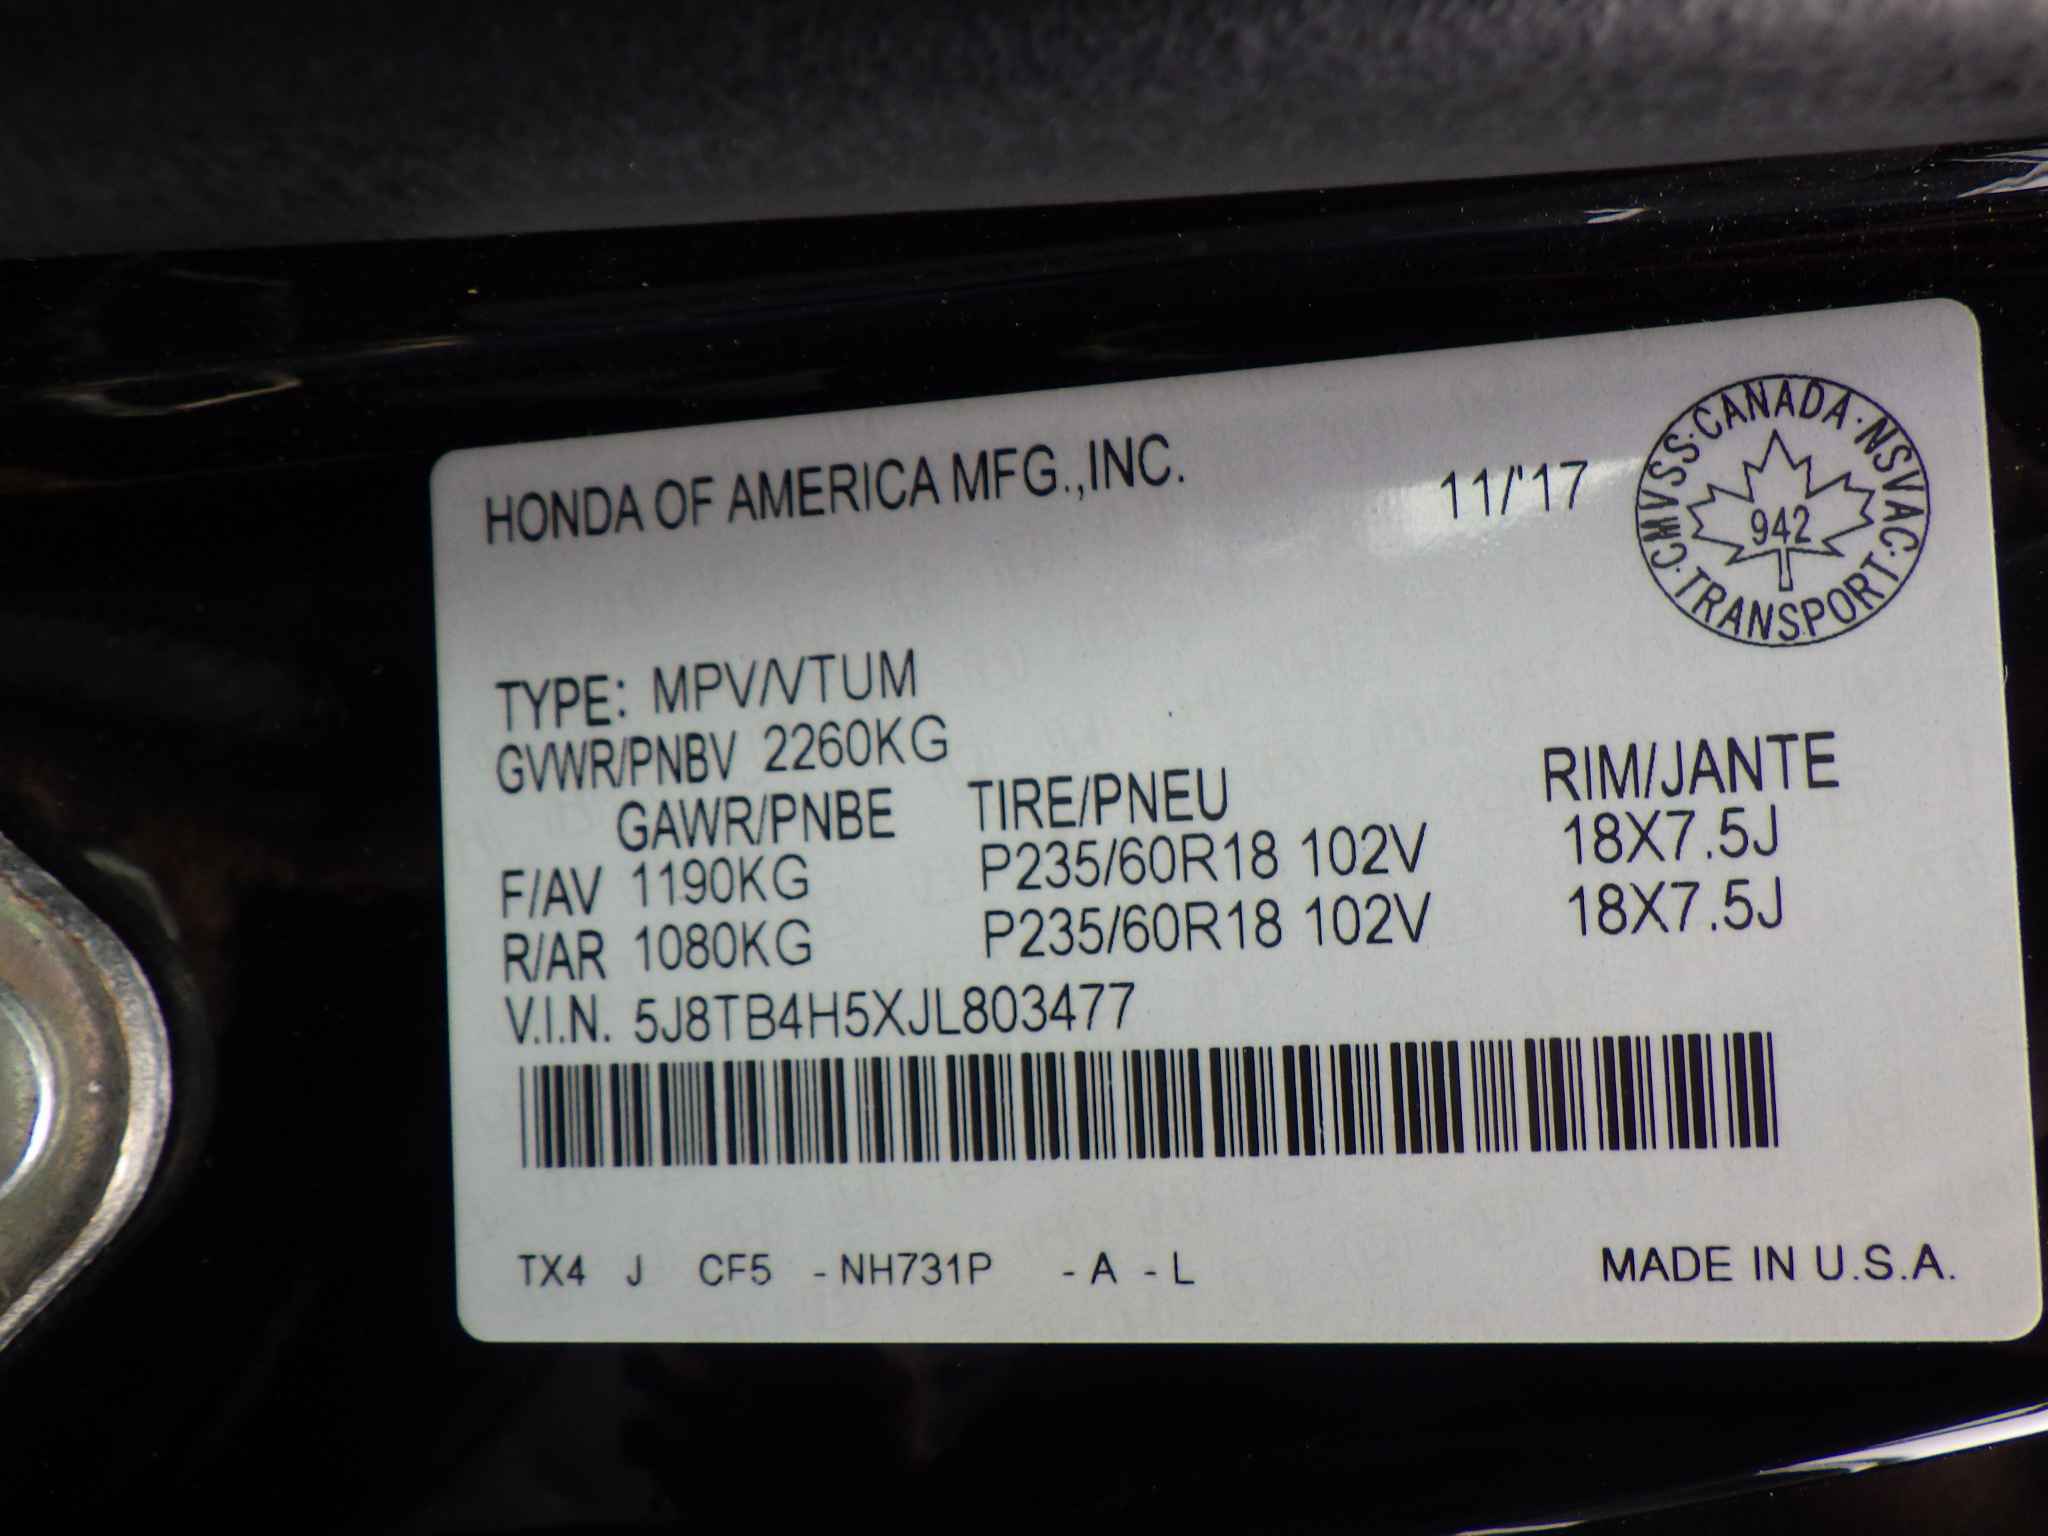 HONDA OF AMERICA MFG.,INC.
11/'17
CMVSS·CANADA·NSVAC·TRANSPORT·
942
TYPE: MPV/VTUM
GVWR/PNBV 2260KG
GAWR/PNBE TIRE/PNEU RIM/JANTE
F/AV 1190KG P235/60R18 102V 18X7.5J
R/AR 1080KG P235/60R18 102V 18X7.5J
V.I.N. 5J8TB4H5XJL803477
TX4 J CF5 -NH731P -A -L MADE IN U.S.A.